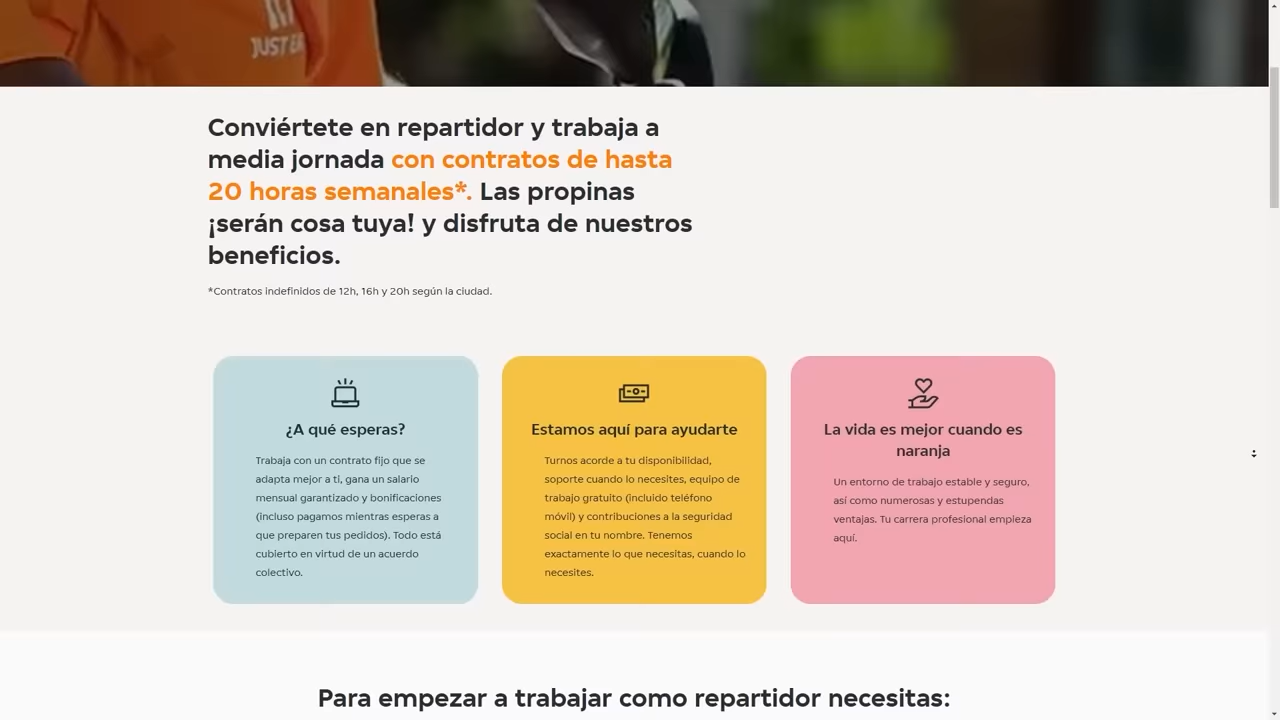 JUST EA
Conviértete en repartidor y trabaja a
media jornada con contratos de hasta
20 horas semanales*. Las propinas
¡serán cosa tuya! y disfruta de nuestros
beneficios.
*Contratos indefinidos de 12h, 16h y 20h según la ciudad.
¿A qué esperas?
Trabaja con un contrato fijo que se
adapta mejor a ti, gana un salario
mensual garantizado y bonificaciones
(incluso pagamos mientras esperas a
que preparen tus pedidos). Todo está
cubierto en virtud de un acuerdo
colectivo.
Estamos aquí para ayudarte
Turnos acorde a tu disponibilidad,
soporte cuando lo necesites, equipo de
trabajo gratuito (incluido teléfono
móvil) y contribuciones a la seguridad
social en tu nombre. Tenemos
exactamente lo que necesitas, cuando lo
necesites.
La vida es mejor cuando es
naranja
Un entorno de trabajo estable y seguro,
así como numerosas y estupendas
ventajas. Tu carrera profesional empieza
aquí.
Para empezar a trabajar como repartidor necesitas: